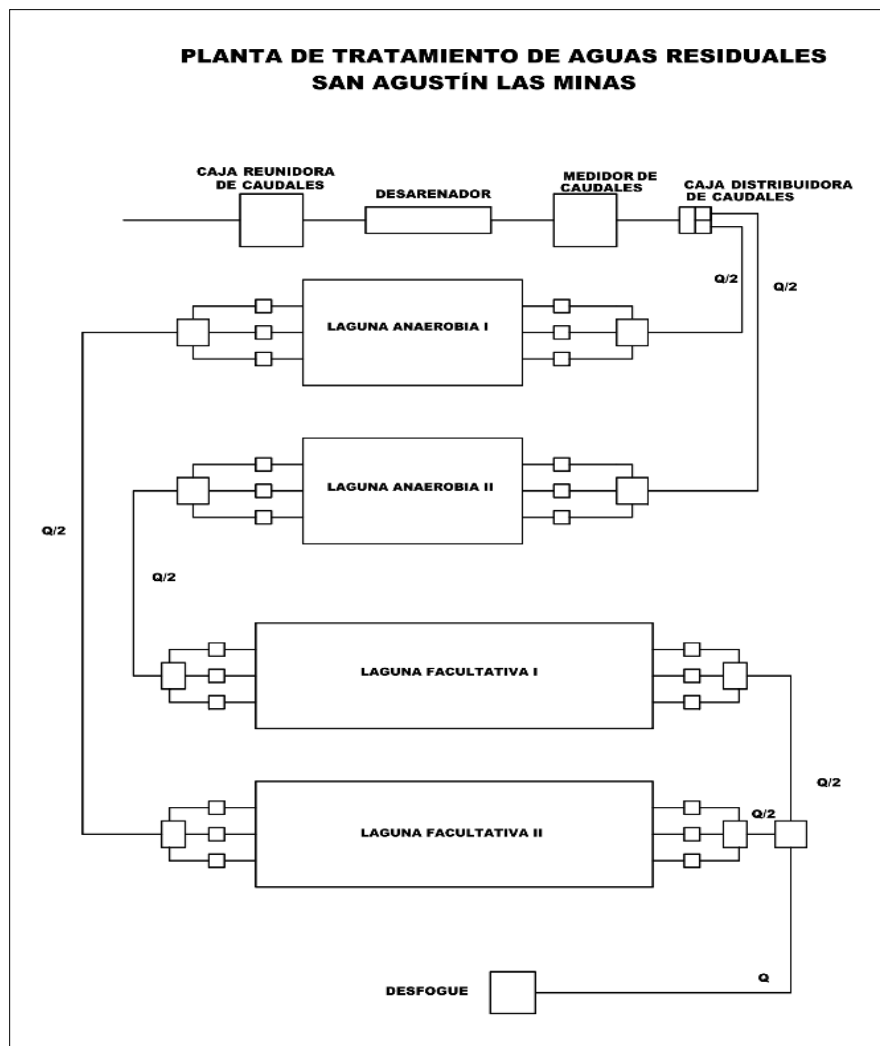 PLANTA DE TRATAMIENTO DE AGUAS RESIDUALES
SAN AGUSTÍN LAS MINAS
CAJA REUNIDORA
DE CAUDALES
DESARENADOR
MEDIDOR DE
CAUDALES
CAJA DISTRIBUIDORA
DE CAUDALES
Q/2
Q/2
LAGUNA ANAEROBIA I
LAGUNA ANAEROBIA II
Q/2
Q/2
LAGUNA FACULTATIVA I
Q/2
Q/2
LAGUNA FACULTATIVA II
Q
DESFOGUE